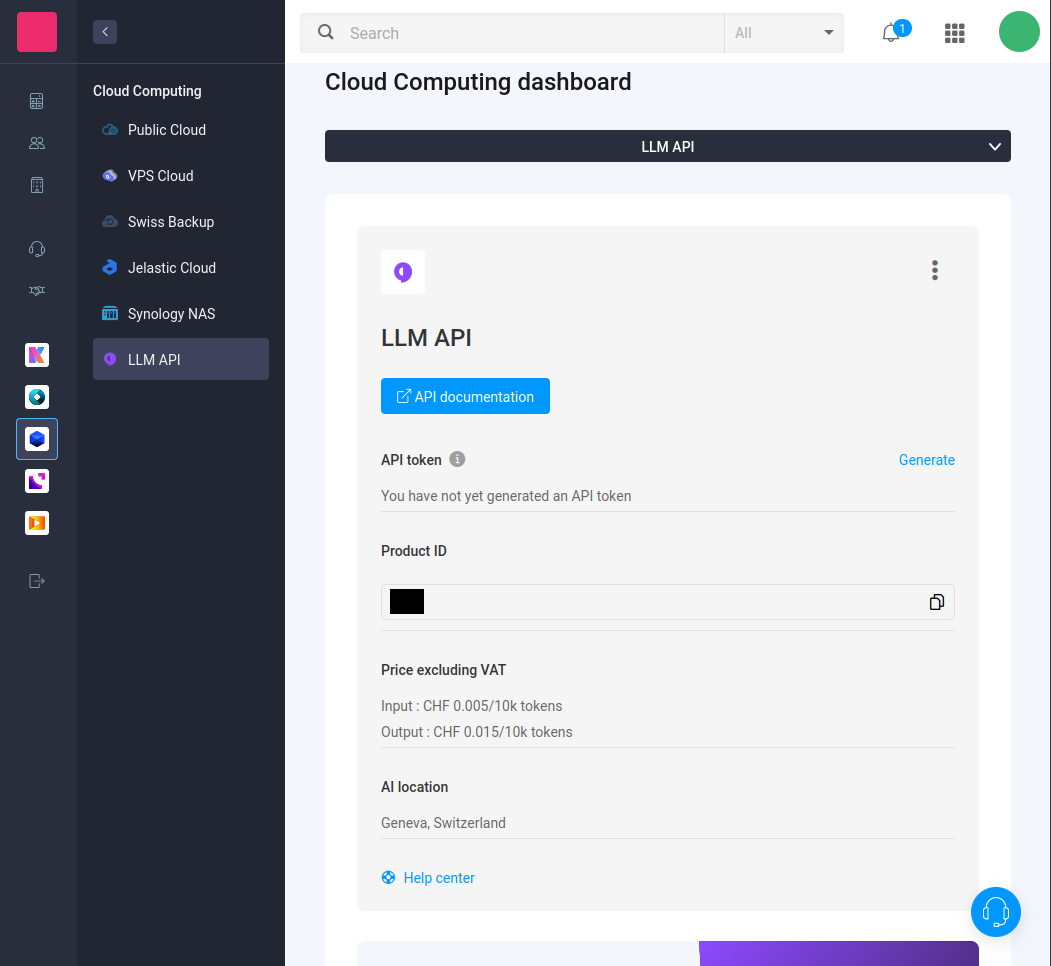 Search
All
1
Cloud Computing
Public Cloud
VPS Cloud
Swiss Backup
Jelastic Cloud
Synology NAS
LLM API
Cloud Computing dashboard
LLM API
LLM API
API documentation
API token
Generate
You have not yet generated an API token
Product ID
Price excluding VAT
Input : CHF 0.005/10k tokens
Output : CHF 0.015/10k tokens
AI location
Geneva, Switzerland
Help center